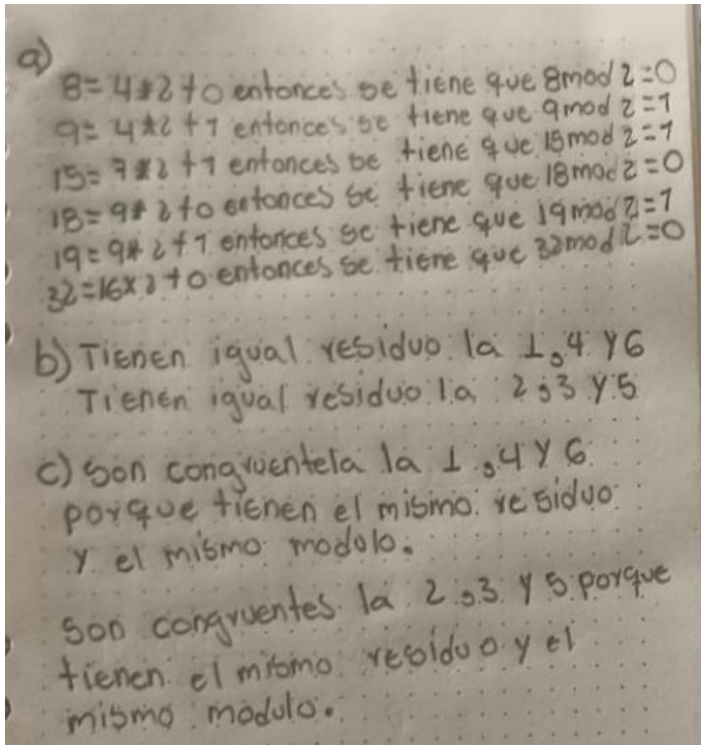 a)
8=4*2+0 entonces se tiene que 8mod 2=0
9=4*2+1 entonces se tiene que 9mod 2=1
15=7*2+1 entonces se tiene que 15mod 2=1
18=9*2+0 entonces se tiene que 18mod 2=0
19=9*2+1 entonces se tiene que 19mod 2=1
32=16x2+0 entonces se tiene que 32mod 2=0
b) Tienen igual residuo la 1,4 y 6
Tienen igual residuo la 2,3 y 5
c) son congruentela la 1,4 y 6
porque tienen el mismo residuo
y el mismo modolo.
son congruentes la 2,3 y 5 porque
tienen el mismo residuo y el
mismo modulo.